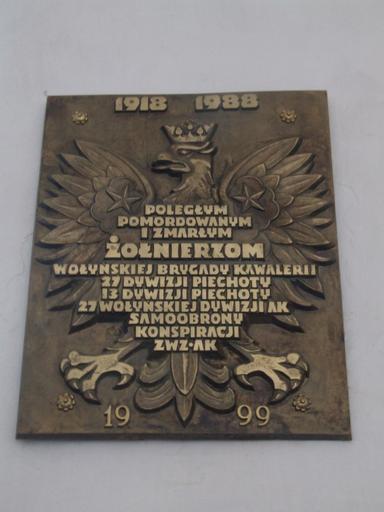 1918 1988
POLEGŁYM
POMORDOWANYM
I ZMARŁYM
ŻOŁNIERZOM
WOŁYŃSKIEJ BRYGADY KAWALERII
27 DYWIZJI PIECHOTY
13 DYWIZJI PIECHOTY
27 WOŁYŃSKIEJ DYWIZJI AK
SAMOOBRONY
KONSPIRACJI
ZWZ-AK
19 99